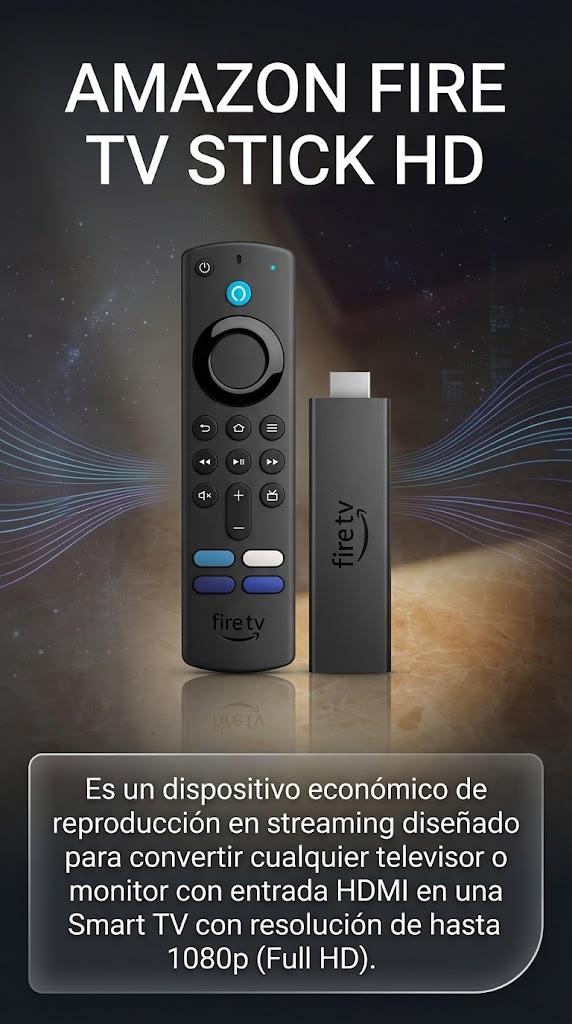 AMAZON FIRE
TV STICK HD
fire tv
fire tv
Es un dispositivo económico de
reproducción en streaming diseñado
para convertir cualquier televisor o
monitor con entrada HDMI en una
Smart TV con resolución de hasta
1080p (Full HD).